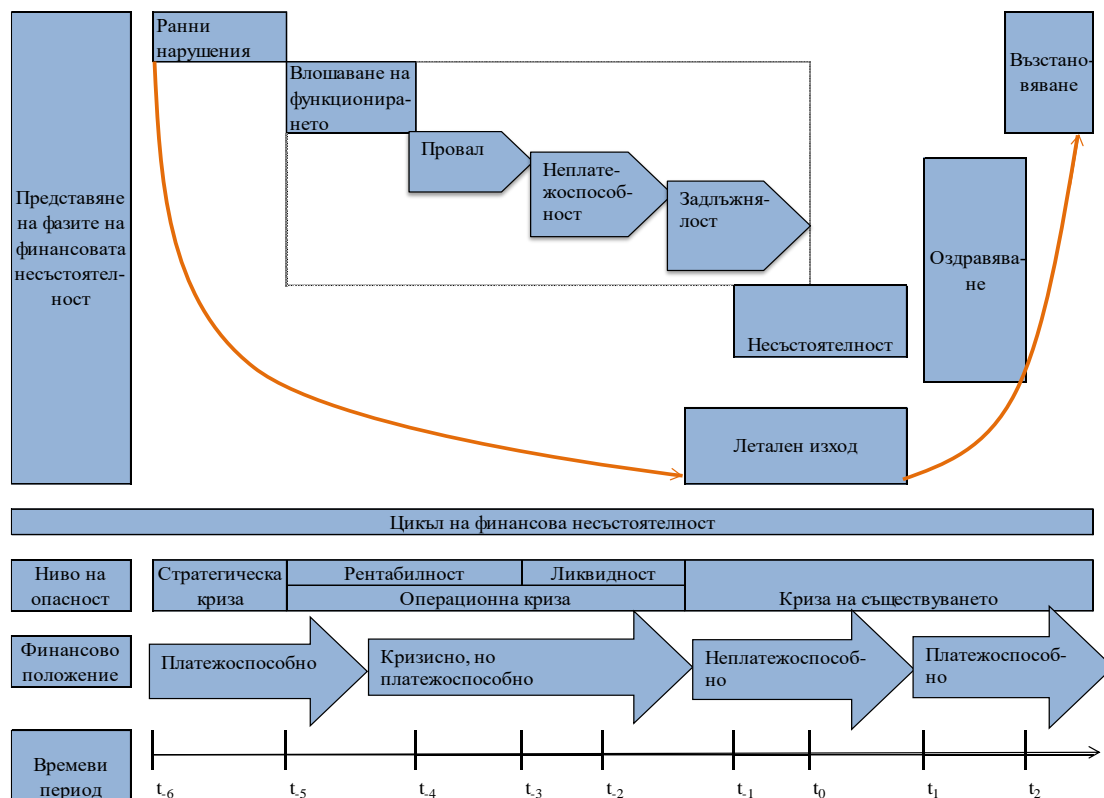 Ранни
нарушения
Възстано-
вяване
Влошаване на
функционира-
нето
Провал
Неплате-
жоспособ-
ност
Задлъжня-
лост
Представяне
на фазите на
финансовата
несъстоятел-
ност
Оздравява-
не
Несъстоятелност
Летален изход
Цикъл на финансова несъстоятелност
Ниво на
опасност
Стратегическа
криза
Рентабилност
Ликвидност
Операционна криза
Криза на съществуването
Финансово
положение
Платежоспособно
Кризисно, но
платежоспособно
Неплатежоспособ-
но
Платежоспособ-
но
Времеви
период
t-6 t-5 t-4 t-3 t-2 t-1 t0 t1 t2